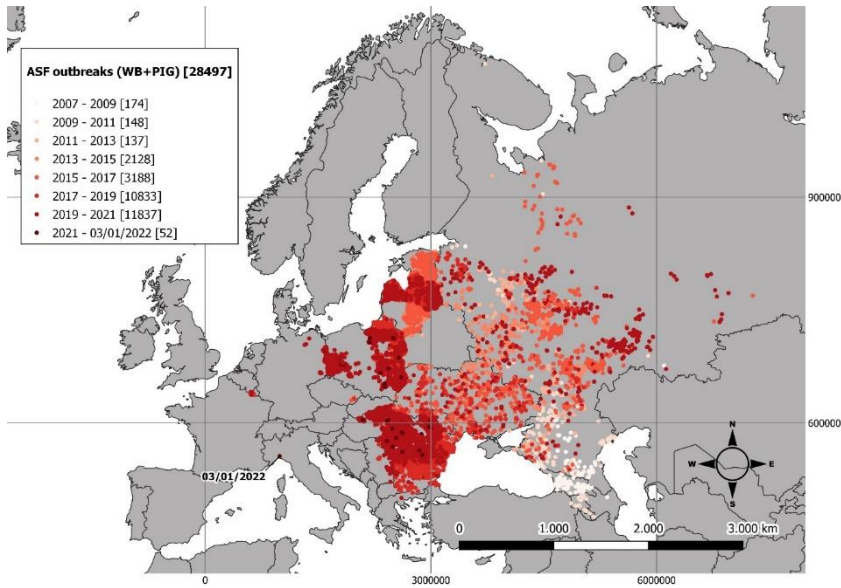 ASF outbreaks (WB+PIG) [28497]
2007 - 2009 [174]
2009 - 2011 [148]
2011 - 2013 [137]
2013 - 2015 [2128]
2015 - 2017 [3188]
2017 - 2019 [10833]
2019 - 2021 [11837]
2021 - 03/01/2022 [52]
900000
600000
03/01/2022
N
W E
S
0 1.000 2.000 3.000 km
0 3000000 6000000